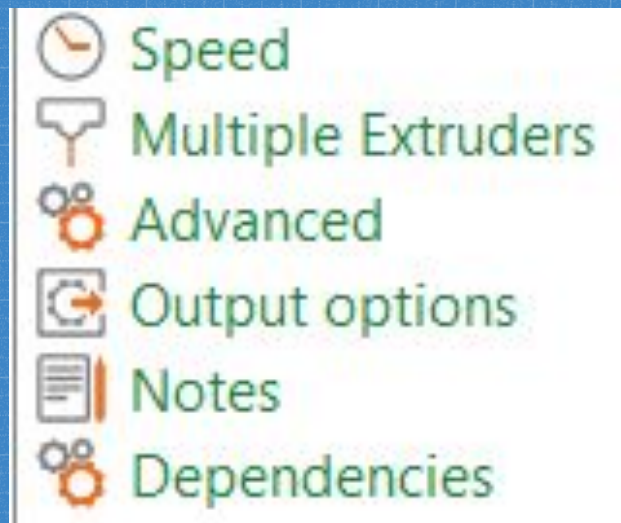 Speed
Multiple Extruders
Advanced
Output options
Notes
Dependencies